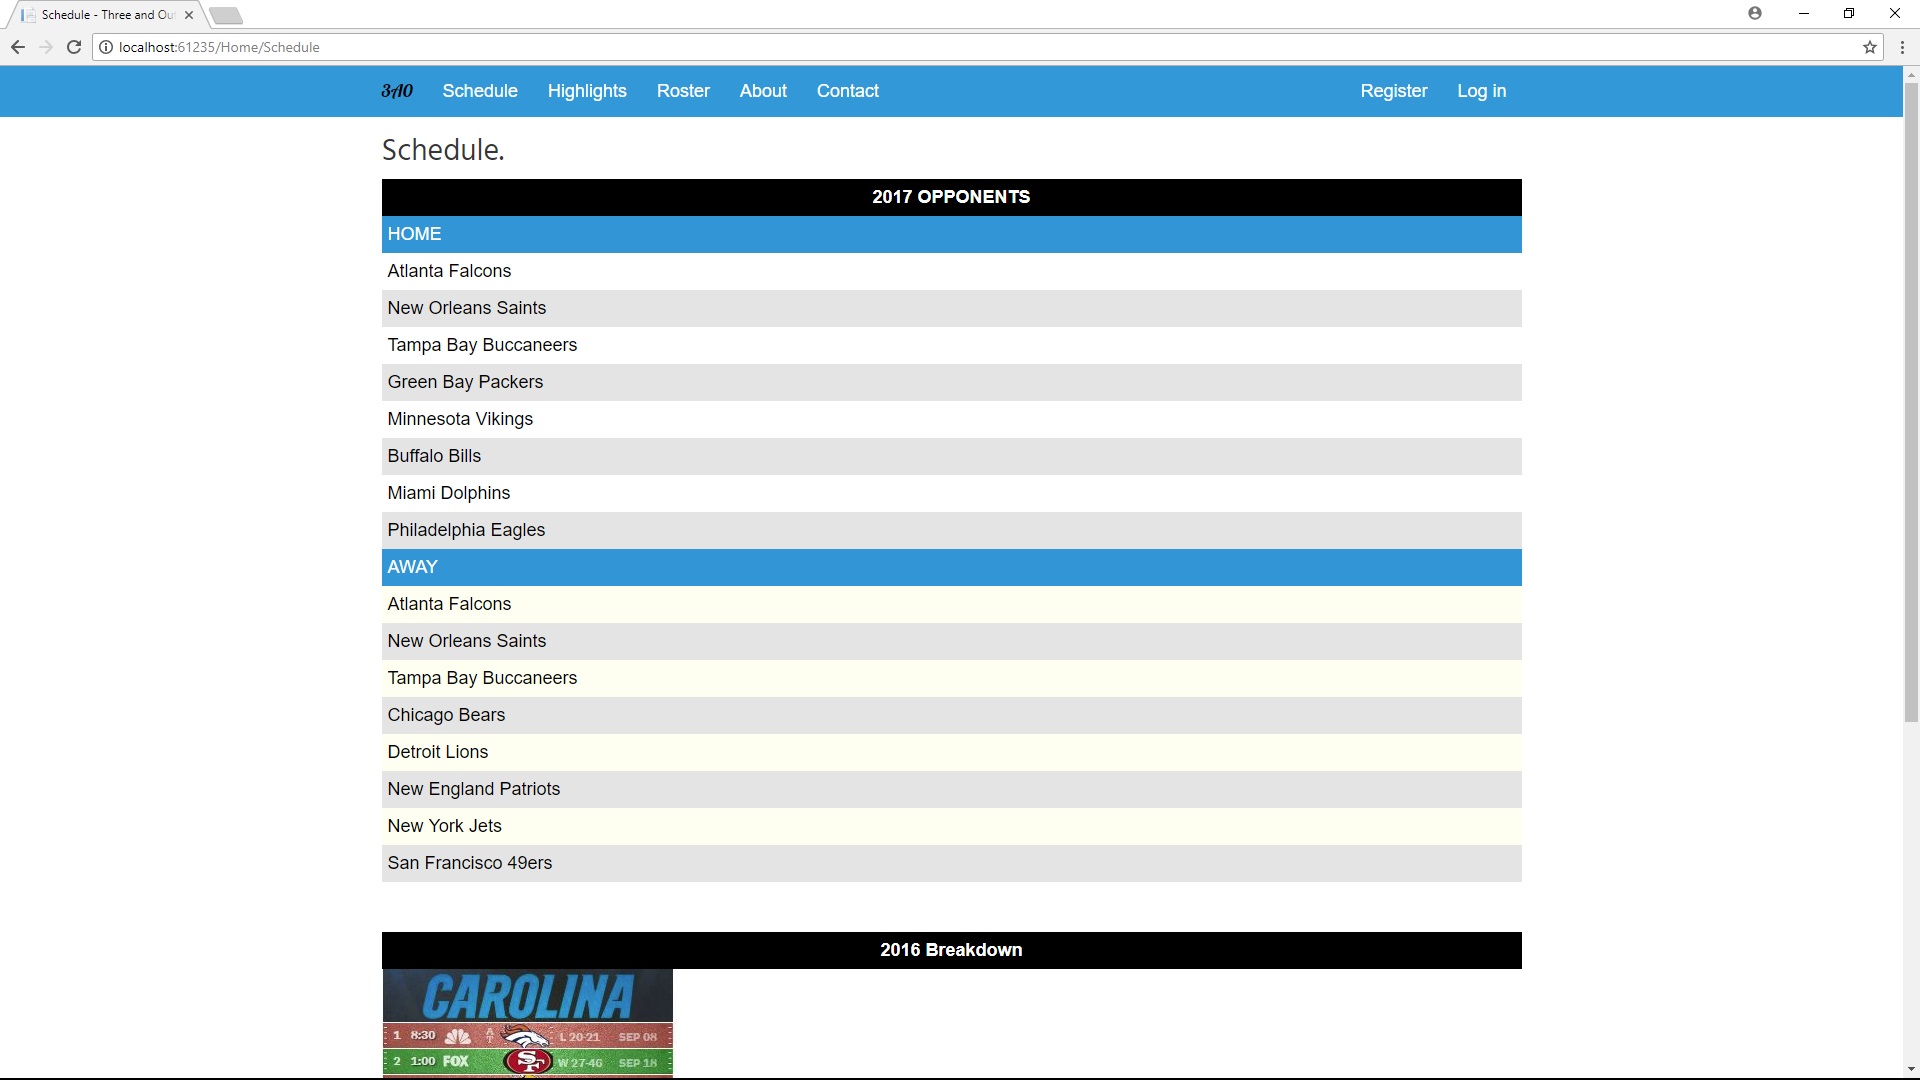 Schedule - Three and Ou
localhost:61235/Home/Schedule
3AO Schedule Highlights Roster About Contact Register Log in
Schedule.
2017 OPPONENTS
HOME
Atlanta Falcons
New Orleans Saints
Tampa Bay Buccaneers
Green Bay Packers
Minnesota Vikings
Buffalo Bills
Miami Dolphins
Philadelphia Eagles
AWAY
Atlanta Falcons
New Orleans Saints
Tampa Bay Buccaneers
Chicago Bears
Detroit Lions
New England Patriots
New York Jets
San Francisco 49ers
2016 Breakdown
CAROLINA
1 8:30 AT L 20-21 SEP 08
2 1:00 FOX SF W 27-46 SEP 18